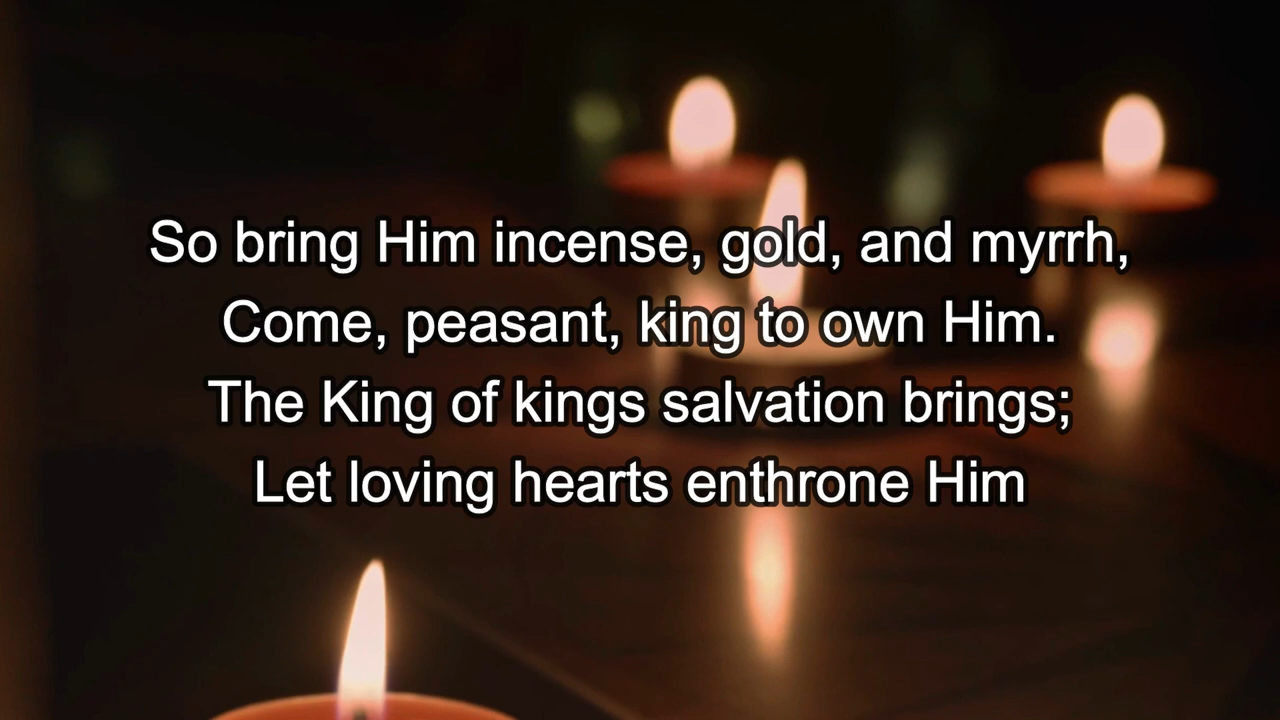 So bring Him incense, gold, and myrrh,
Come, peasant, king to own Him.
The King of kings salvation brings;
Let loving hearts enthrone Him